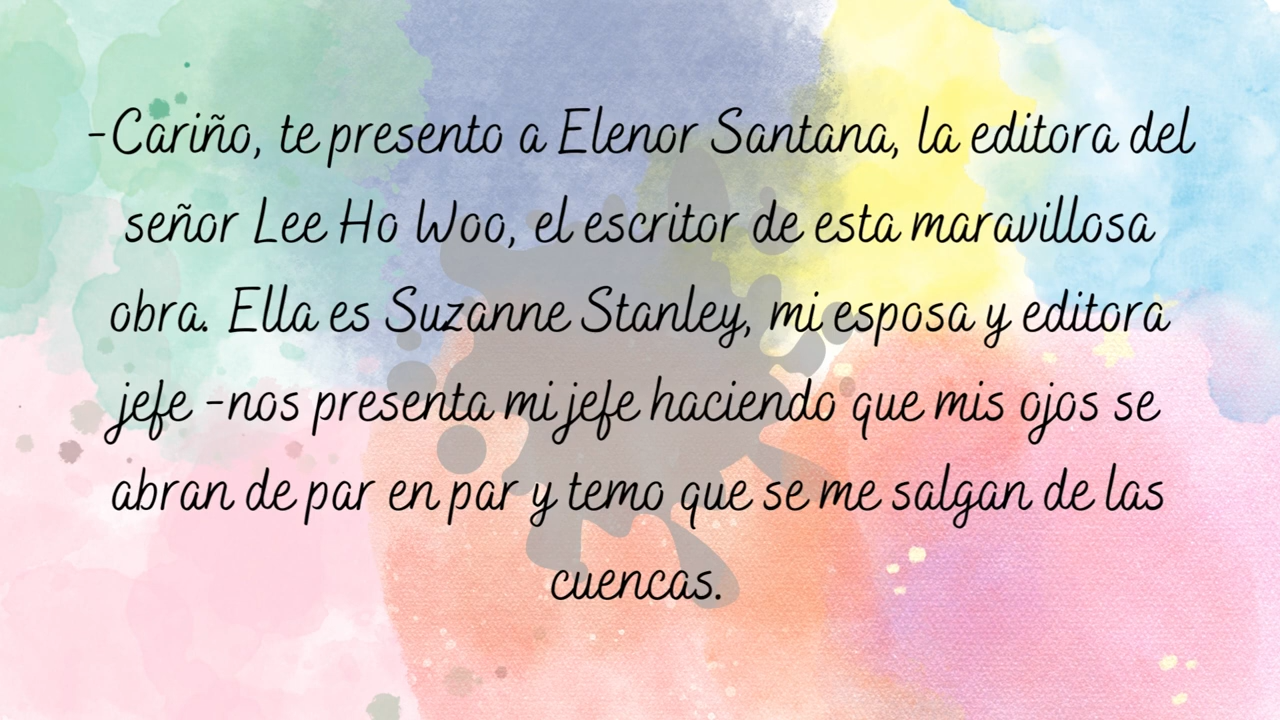 -Cariño, te presento a Elenor Santana, la editora del
señor Lee Ho Woo, el escritor de esta maravillosa
obra. Ella es Suzanne Stanley, mi esposa y editora
jefe -nos presenta mi jefe haciendo que mis ojos se
abran de par en par y temo que se me salgan de las
cuencas.